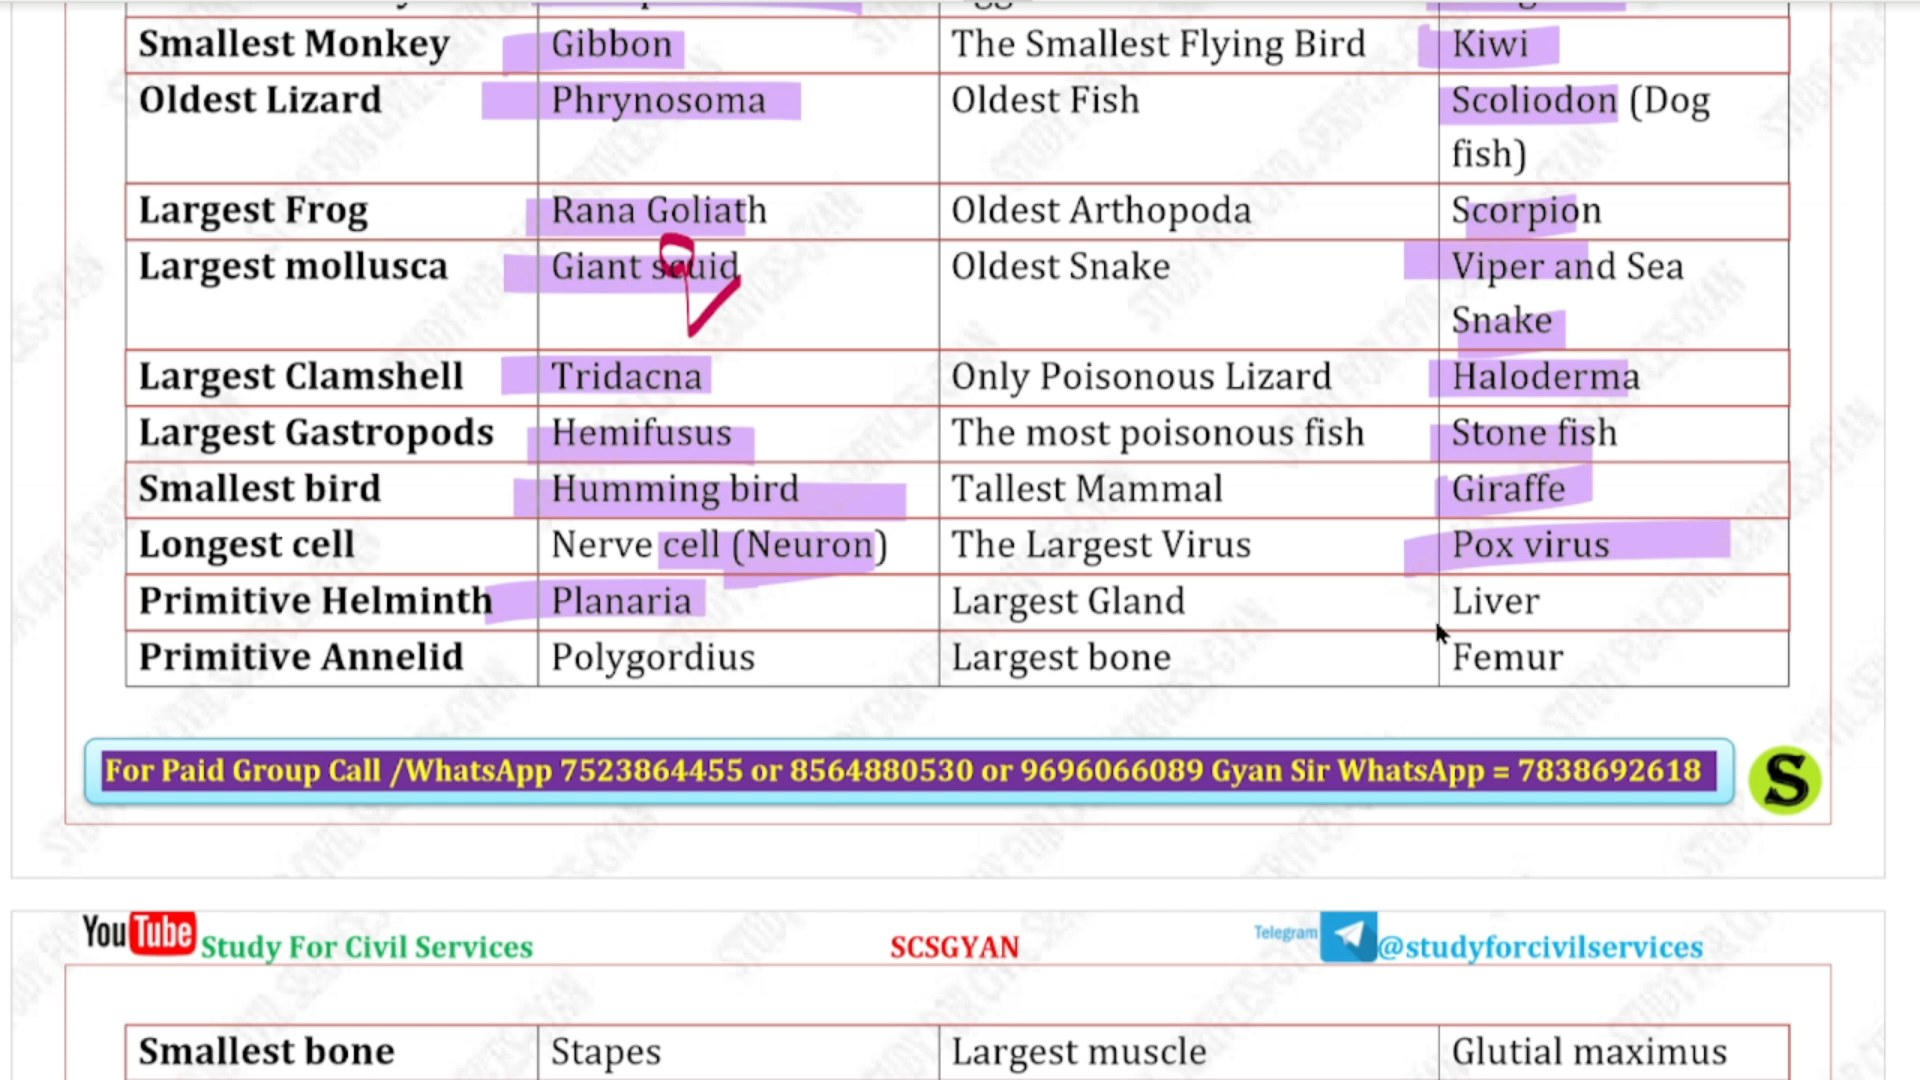 Smallest Monkey Gibbon The Smallest Flying Bird Kiwi
Oldest Lizard Phrynosoma Oldest Fish Scoliodon (Dog
fish)
Largest Frog Rana Goliath Oldest Arthopoda Scorpion
Largest mollusca Giant scuid Oldest Snake Viper and Sea
Snake
Largest Clamshell Tridacna Only Poisonous Lizard Haloderma
Largest Gastropods Hemifusus The most poisonous fish Stone fish
Smallest bird Humming bird Tallest Mammal Giraffe
Longest cell Nerve cell (Neuron) The Largest Virus Pox virus
Primitive Helminth Planaria Largest Gland Liver
Primitive Annelid Polygordius Largest bone Femur
For Paid Group Call /WhatsApp 7523864455 or 8564880530 or 9696066089 Gyan Sir WhatsApp = 7838692618
S
YouTube Study For Civil Services SCSGYAN Telegram @studyforcivilservices
Smallest bone Stapes Largest muscle Glutial maximus